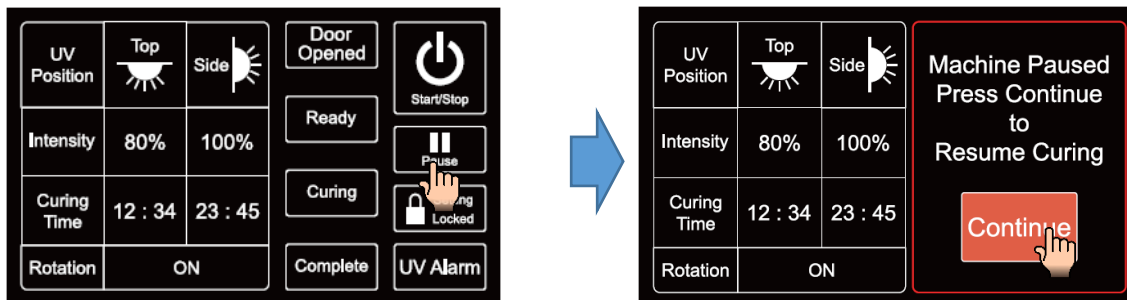 UV
Position
Top
Side
Intensity
80%
100%
Curing
Time
12 : 34
23 : 45
Rotation
ON
Door
Opened
Ready
Curing
Complete
Start/Stop
Pause
Locked
UV Alarm
UV
Position
Top
Side
Intensity
80%
100%
Curing
Time
12 : 34
23 : 45
Rotation
ON
Machine Paused
Press Continue
to
Resume Curing
Continue